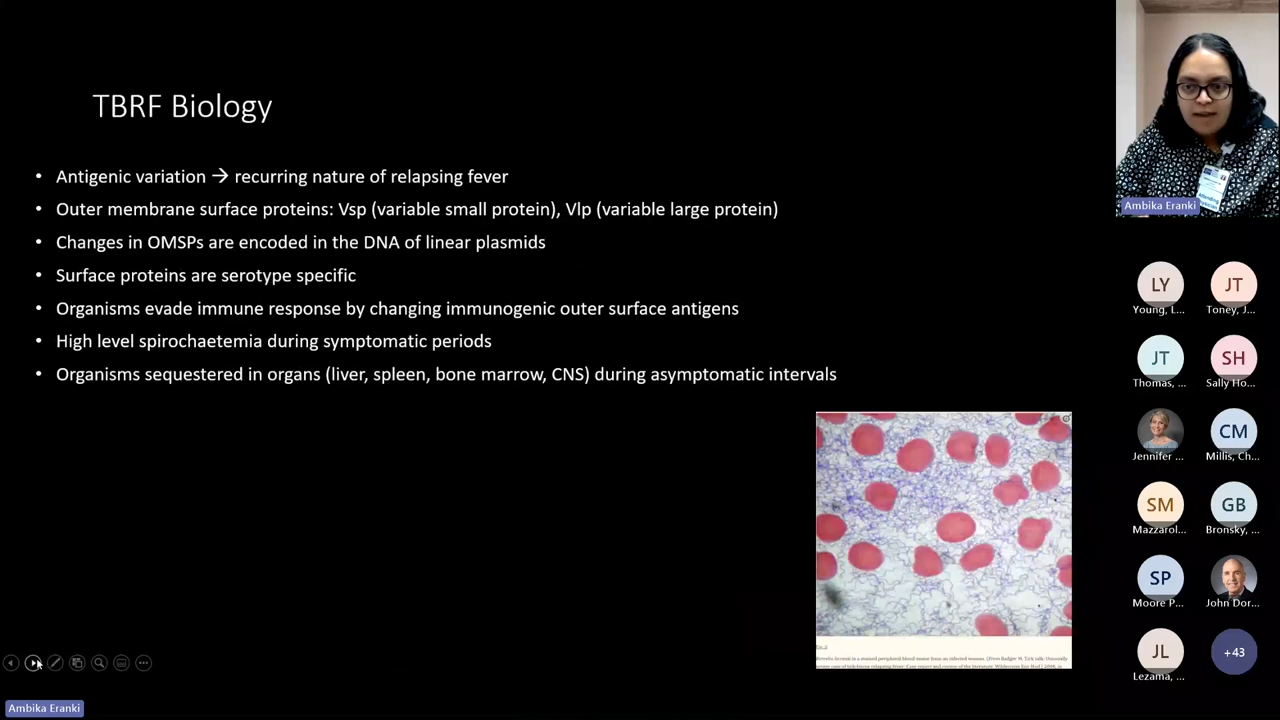 TBRF Biology
• Antigenic variation → recurring nature of relapsing fever
• Outer membrane surface proteins: Vsp (variable small protein), Vlp (variable large protein)
• Changes in OMSPs are encoded in the DNA of linear plasmids
• Surface proteins are serotype specific
• Organisms evade immune response by changing immunogenic outer surface antigens
• High level spirochaetemia during symptomatic periods
• Organisms sequestered in organs (liver, spleen, bone marrow, CNS) during asymptomatic intervals
Ambika Eranki
LY JT
Young, L... Toney, J...
JT SH
Thomas, ... Sally Ho...
CM
Jennifer ... Millis, Ch...
SM GB
Mazzarol... Bronsky, ...
SP
Moore P... John Dor...
JL +43
Lezama, ...
Ambika Eranki